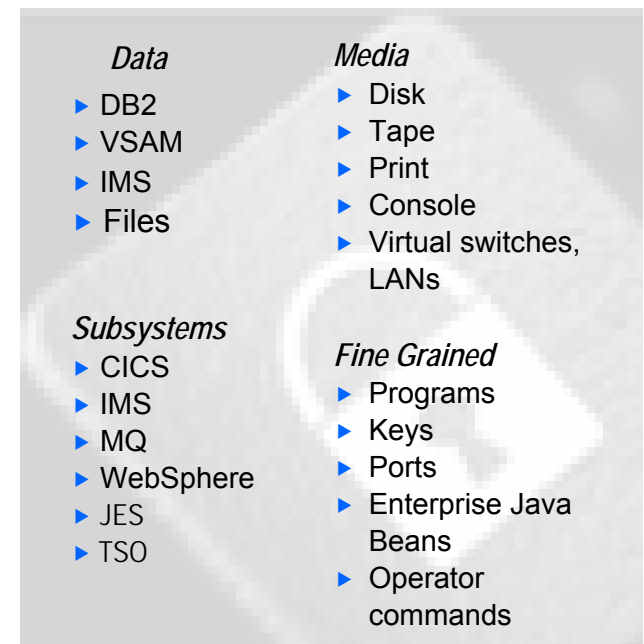 Data
DB2
VSAM
IMS
Files
Subsystems
CICS
IMS
MQ
WebSphere
JES
TSO
Media
Disk
Tape
Print
Console
Virtual switches,
LANs
Fine Grained
Programs
Keys
Ports
Enterprise Java
Beans
Operator
commands